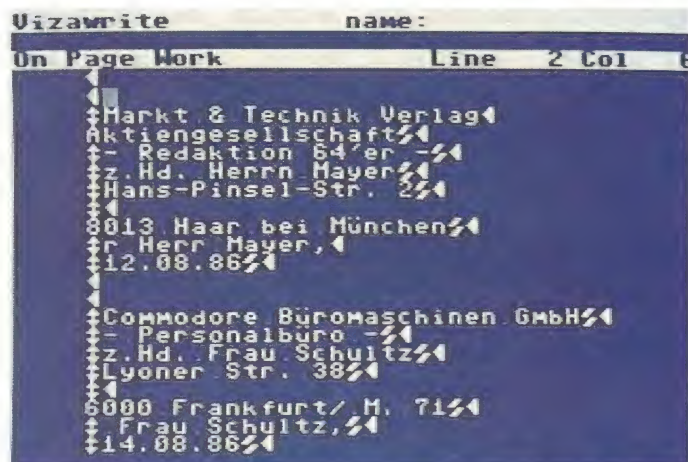 Vizawrite name:
On Page Work Line 2 Col 6
Markt & Technik Verlag
Aktiengesellschaft
- Redaktion 64'er -
z.Hd. Herrn Mayer
Hans-Pinsel-Str. 2
8013 Haar bei München
r Herr Mayer,
12.08.86
Commodore Büromaschinen GmbH
- Personalbüro -
z.Hd. Frau Schultz
Lyoner Str. 38
6000 Frankfurt/.M. 71
Frau Schultz,
14.08.86